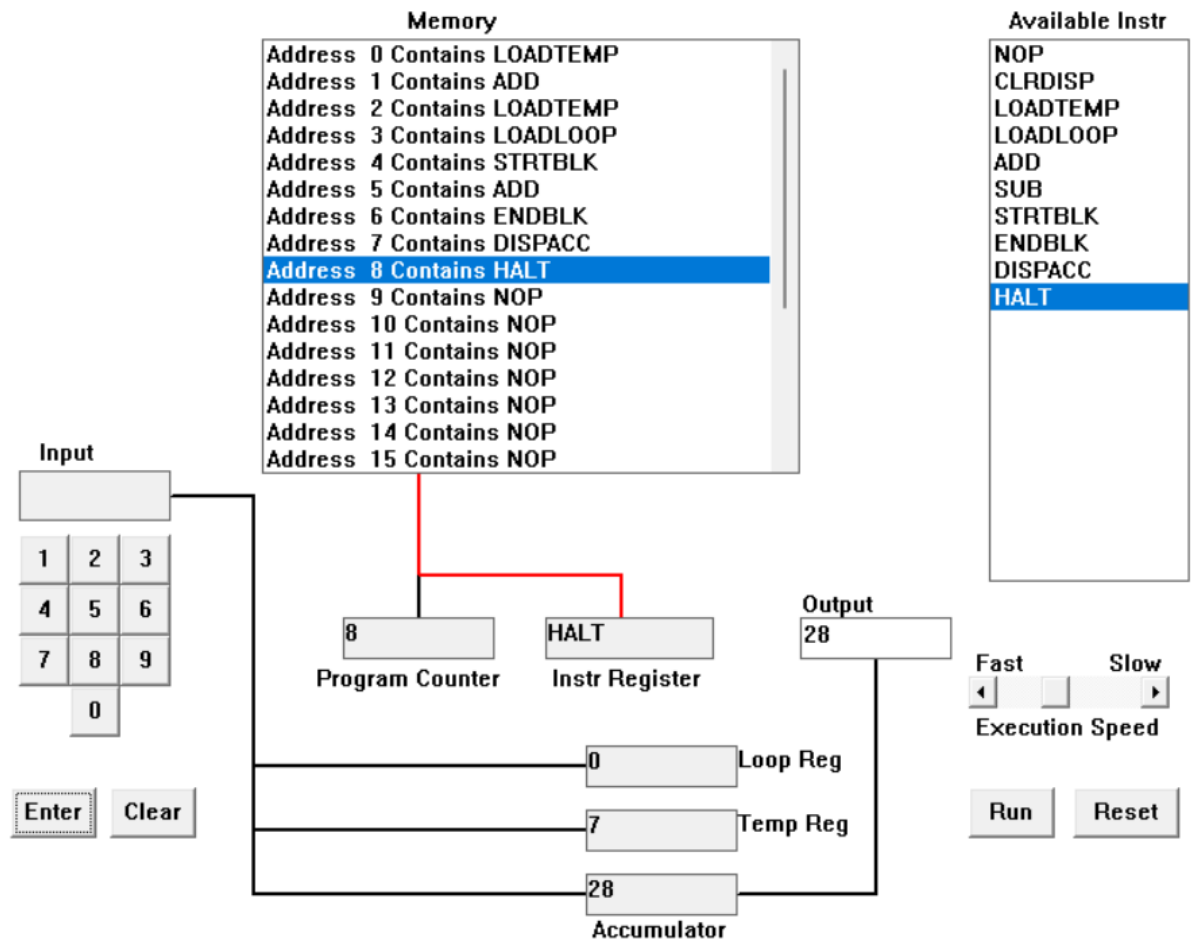 Memory
Address 0 Contains LOADTEMP
Address 1 Contains ADD
Address 2 Contains LOADTEMP
Address 3 Contains LOADLOOP
Address 4 Contains STRTBLK
Address 5 Contains ADD
Address 6 Contains ENDBLK
Address 7 Contains DISPACC
Address 8 Contains HALT
Address 9 Contains NOP
Address 10 Contains NOP
Address 11 Contains NOP
Address 12 Contains NOP
Address 13 Contains NOP
Address 14 Contains NOP
Address 15 Contains NOP
Available Instr
NOP
CLRDISP
LOADTEMP
LOADLOOP
ADD
SUB
STRTBLK
ENDBLK
DISPACC
HALT
Input
1 2 3
4 5 6
7 8 9
0
Enter Clear
8
Program Counter
HALT
Instr Register
Output
28
Fast Slow
Execution Speed
Run Reset
0 Loop Reg
7 Temp Reg
28
Accumulator